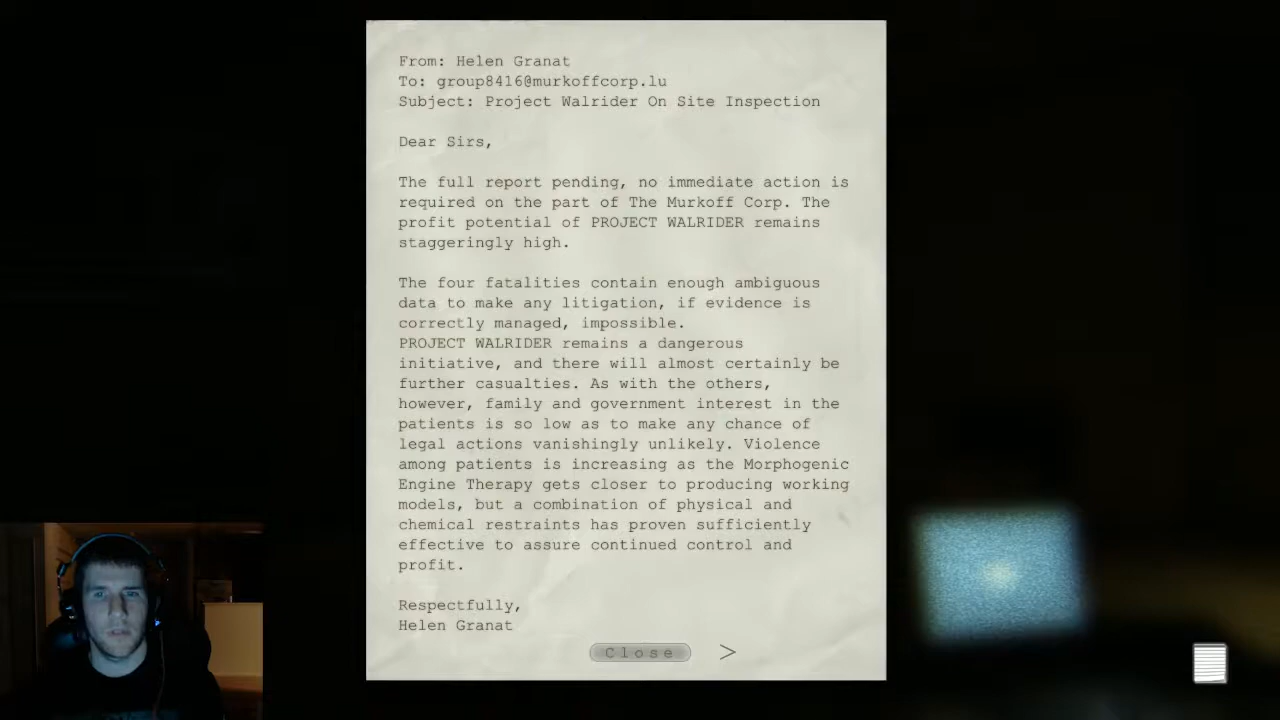 From: Helen Granat
To: group8416@murkoffcorp.lu
Subject: Project Walrider On Site Inspection
Dear Sirs,
The full report pending, no immediate action is
required on the part of The Murkoff Corp. The
profit potential of PROJECT WALRIDER remains
staggeringly high.
The four fatalities contain enough ambiguous
data to make any litigation, if evidence is
correctly managed, impossible.
PROJECT WALRIDER remains a dangerous
initiative, and there will almost certainly be
further casualties. As with the others,
however, family and government interest in the
patients is so low as to make any chance of
legal actions vanishingly unlikely. Violence
among patients is increasing as the Morphogenic
Engine Therapy gets closer to producing working
models, but a combination of physical and
chemical restraints has proven sufficiently
effective to assure continued control and
profit.
Respectfully,
Helen Granat
Close >